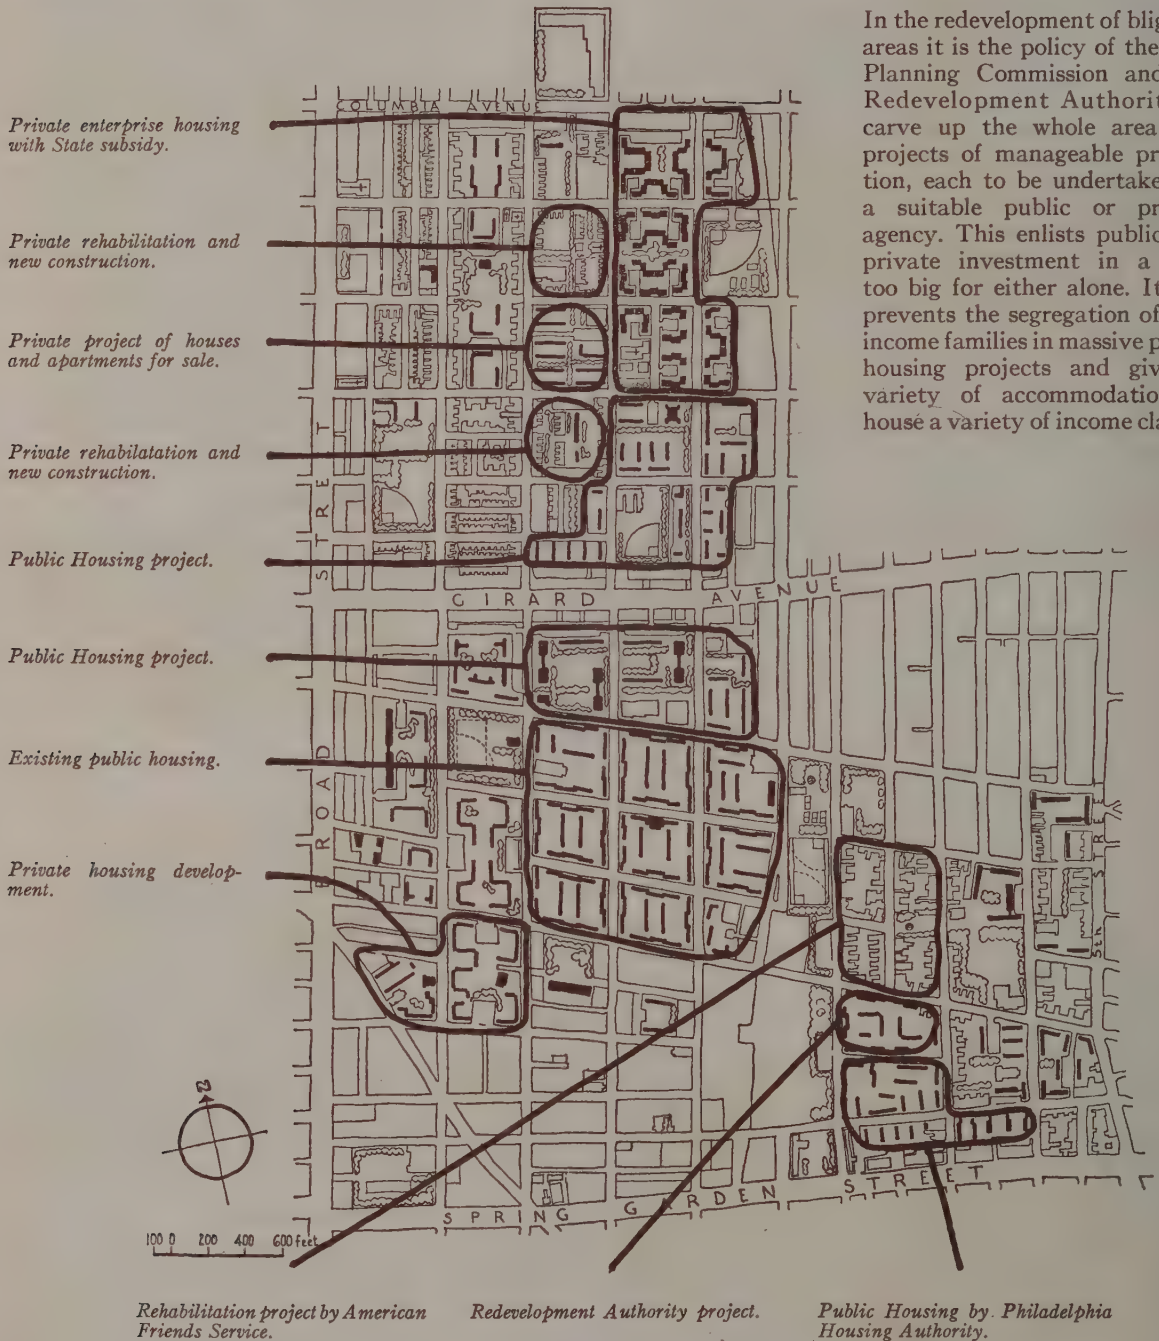 In the redevelopment of blig
areas it is the policy of the
Planning Commission and
Redevelopment Authorit
carve up the whole area
projects of manageable pr
tion, each to be undertake
a suitable public or pr
agency. This enlists public
private investment in a
too big for either alone. It
prevents the segregation of
income families in massive p
housing projects and giv
variety of accommodatio
house a variety of income cla
Private enterprise housing
with State subsidy.
Private rehabilitation and
new construction.
Private project of houses
and apartments for sale.
Private rehabilatation and
new construction.
Public Housing project.
Public Housing project.
Existing public housing.
Private housing develop-
ment.
COLUMBIA AVENUE
BROAD STREET
GIRARD AVENUE
5th STREE
SPRING GARDEN STREET
N
100 0 200 400 600 feet
Rehabilitation project by American
Friends Service.
Redevelopment Authority project.
Public Housing by Philadelphia
Housing Authority.